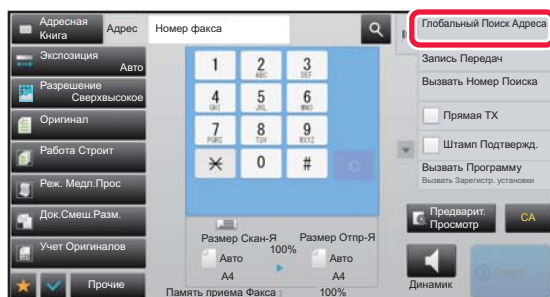 Адресная
Книга
Адрес
Номер факса
Экспозиция
Авто
Разрешение
Сверхвысокое
Оригинал
Работа Строит
Реж. Медл.Прос
Док.Смеш.Разм.
Учет Оригиналов
Прочие
1
2
ABC
3
DEF
4
GHI
5
JKL
6
MNO
7
PQRS
8
TUV
9
WXYZ
0
#
Размер Скан-Я
100%
Размер Отпр-Я
Авто
A4
Авто
A4
Память приема Факса :
100%
Глобальный Поиск Адреса
Запись Передач
Вызвать Номер Поиска
Прямая TX
Штамп Подтвержд.
Вызвать Программу
Вызвать Зарегистр. установки
Предварит.
Просмотр
CA
Динамик
Старт